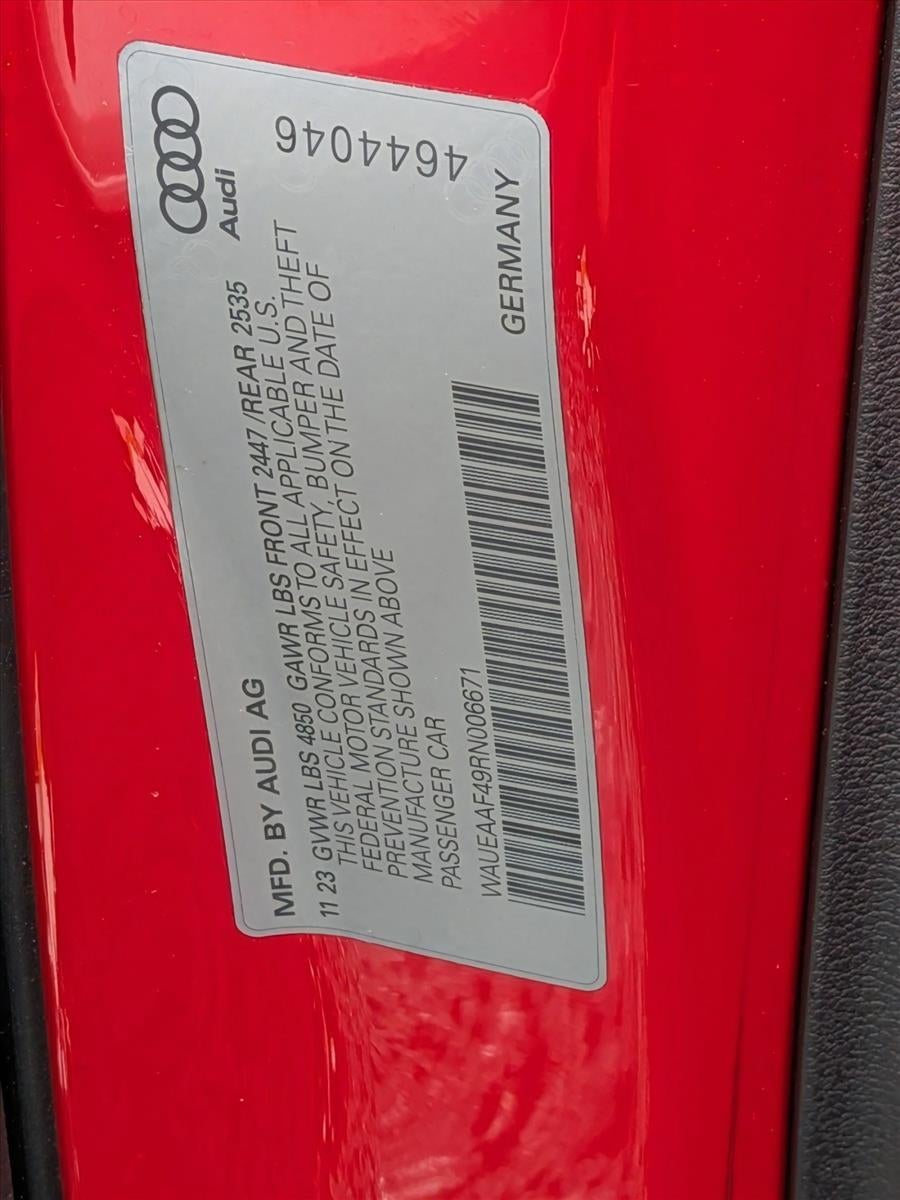 Audi
MFD. BY AUDI AG
11 23 GVWR LBS 4850 GAWR LBS FRONT 2447 /REAR 2535
THIS VEHICLE CONFORMS TO ALL APPLICABLE U.S.
FEDERAL MOTOR VEHICLE SAFETY, BUMPER AND THEFT
PREVENTION STANDARDS IN EFFECT ON THE DATE OF
MANUFACTURE SHOWN ABOVE
PASSENGER CAR
4644046
WAUEAAF49RN006671
GERMANY